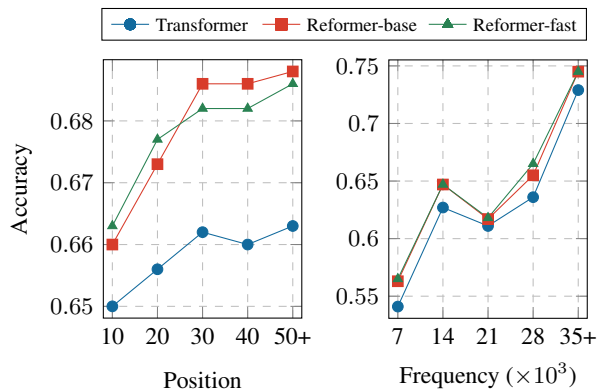 Transformer Reformer-base Reformer-fast
Accuracy
0.68
0.67
0.66
0.65
10 20 30 40 50+
Position
0.75
0.7
0.65
0.6
0.55
7 14 21 28 35+
Frequency (×10³)